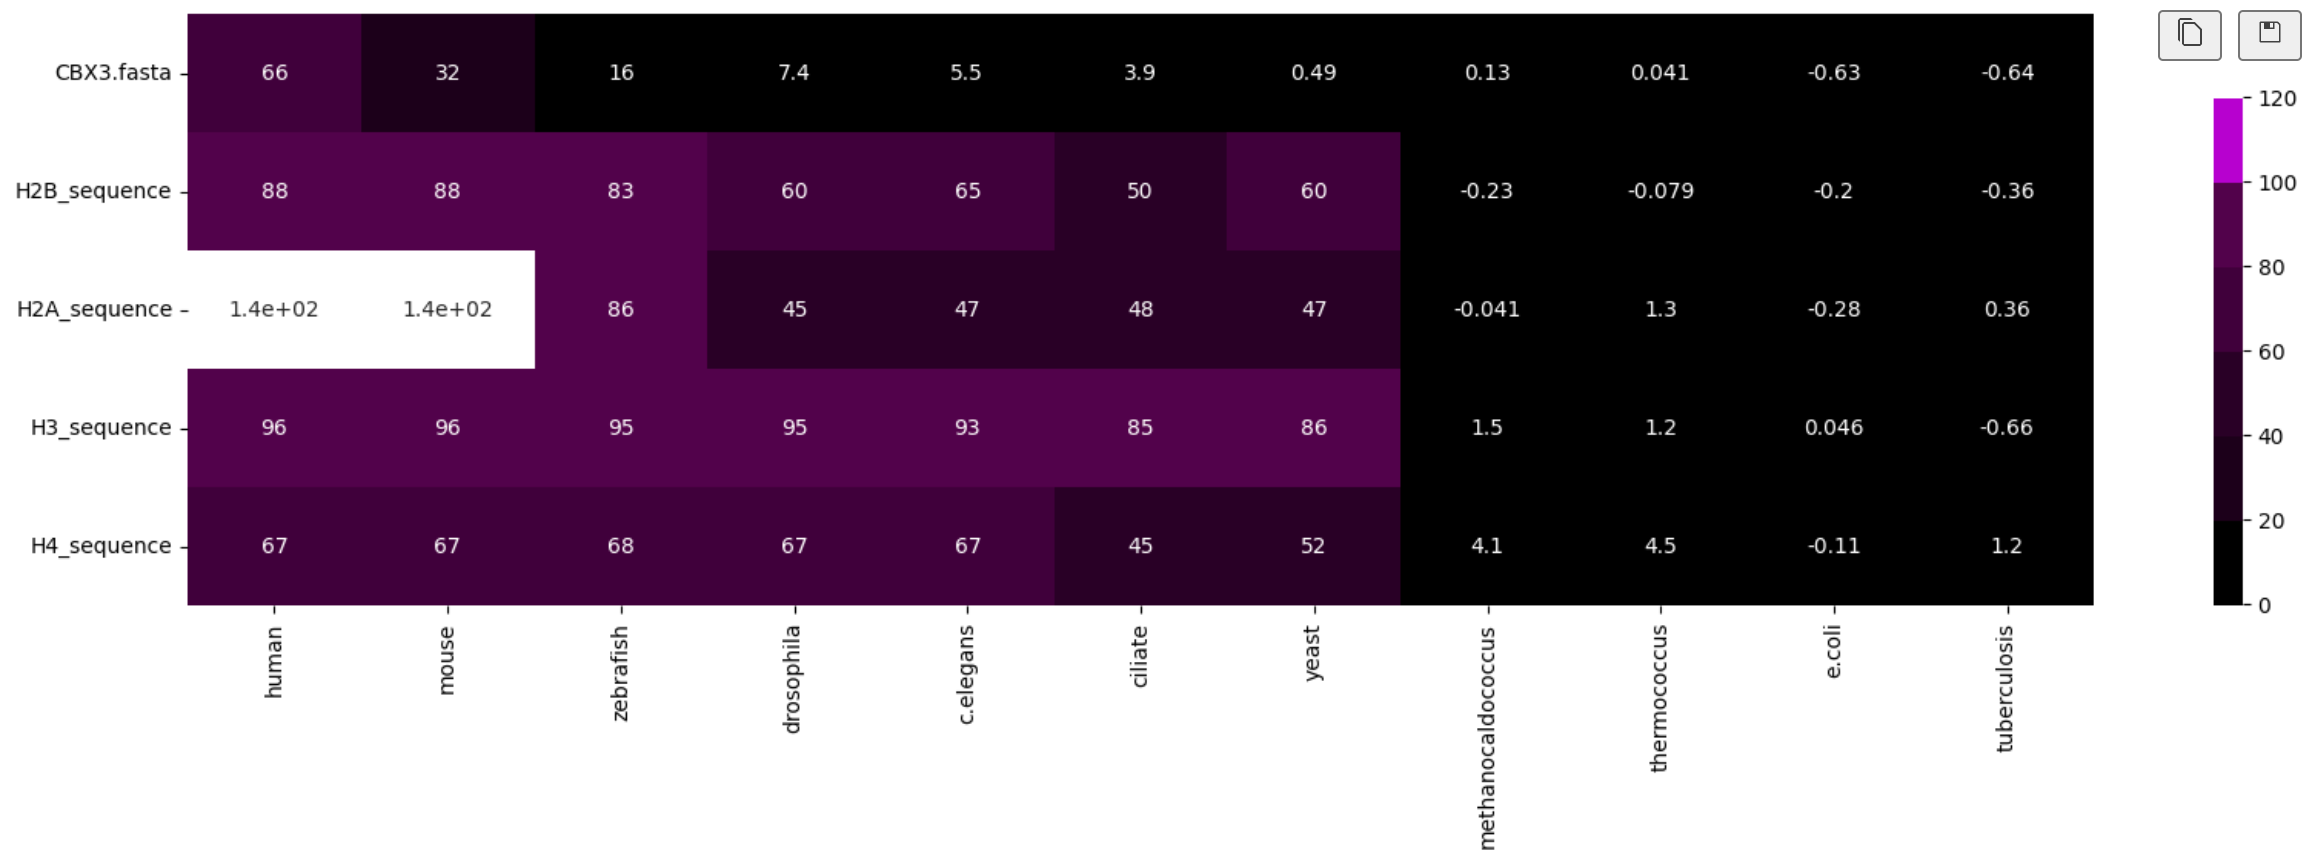 CBX3.fasta 66 32 16 7.4 5.5 3.9 0.49 0.13 0.041 -0.63 -0.64
H2B_sequence 88 88 83 60 65 50 60 -0.23 -0.079 -0.2 -0.36
H2A_sequence 1.4e+02 1.4e+02 86 45 47 48 47 -0.041 1.3 -0.28 0.36
H3_sequence 96 96 95 95 93 85 86 1.5 1.2 0.046 -0.66
H4_sequence 67 67 68 67 67 45 52 4.1 4.5 -0.11 1.2
human
mouse
zebrafish
drosophila
c.elegans
ciliate
yeast
methanocaldococcus
thermococcus
e.coli
tuberculosis
120
100
80
60
40
20
0